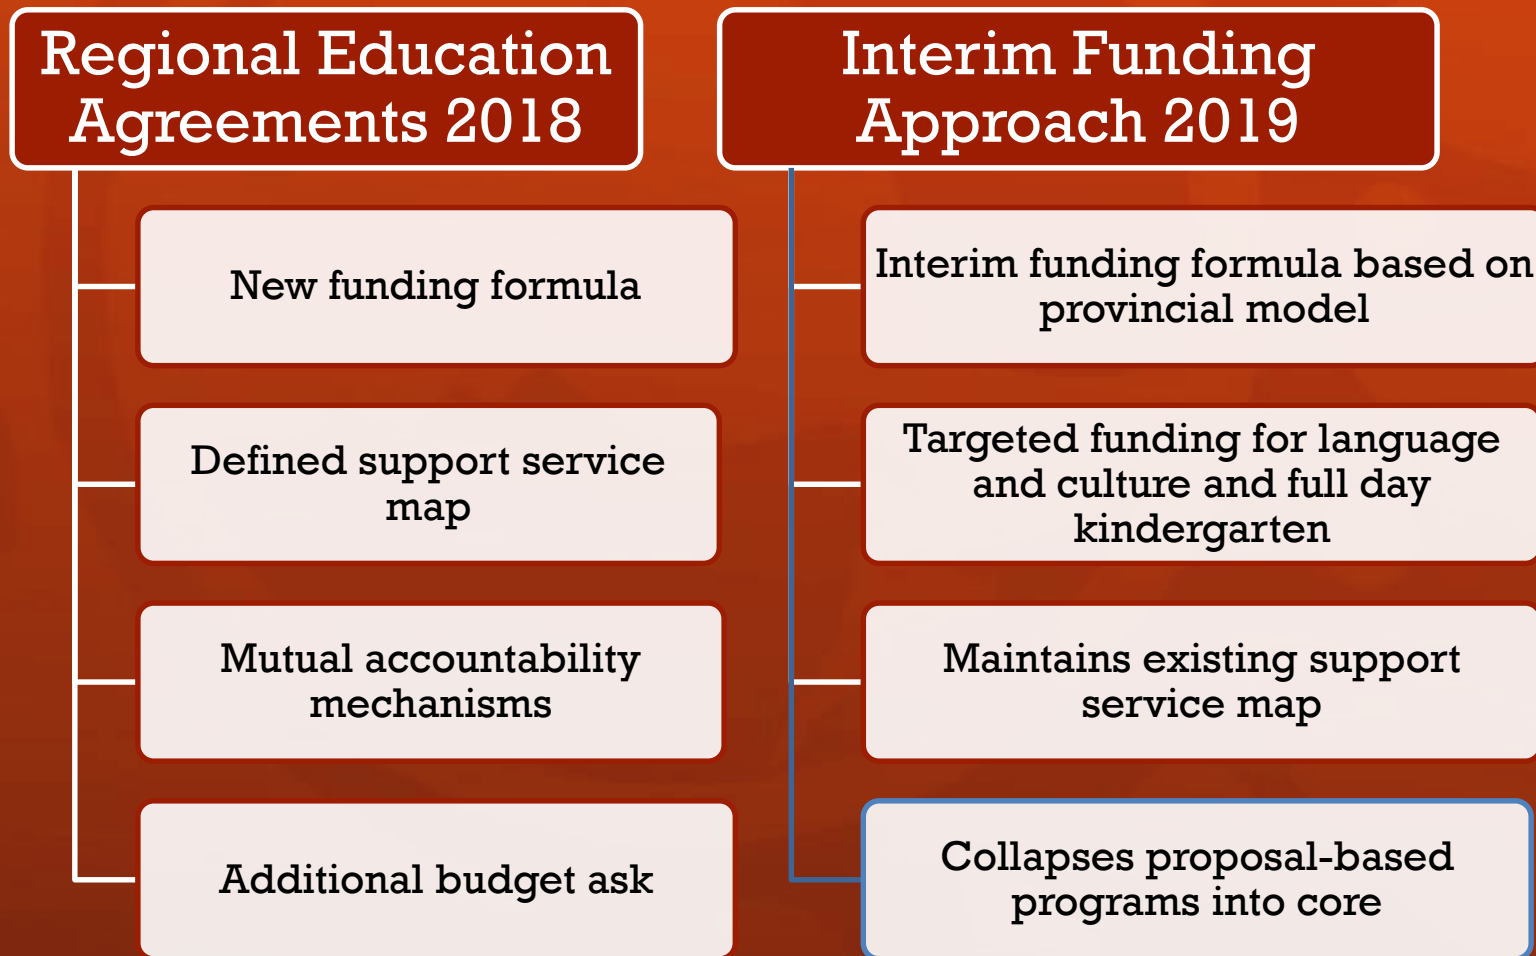 Regional Education
Agreements 2018
New funding formula
Defined support service
map
Mutual accountability
mechanisms
Additional budget ask
Interim Funding
Approach 2019
Interim funding formula based on
provincial model
Targeted funding for language
and culture and full day
kindergarten
Maintains existing support
service map
Collapses proposal-based
programs into core